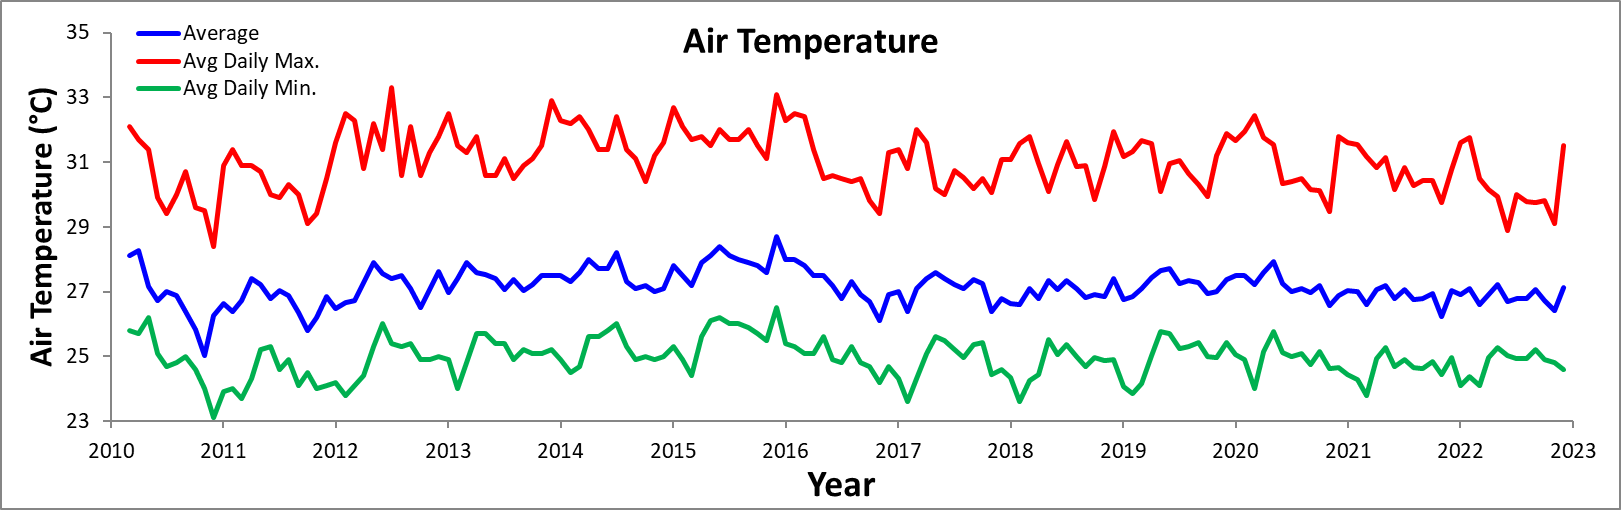 Air Temperature
Average
Avg Daily Max.
Avg Daily Min.
Air Temperature (°C)
35
33
31
29
27
25
23
2010 2011 2012 2013 2014 2015 2016 2017 2018 2019 2020 2021 2022 2023
Year